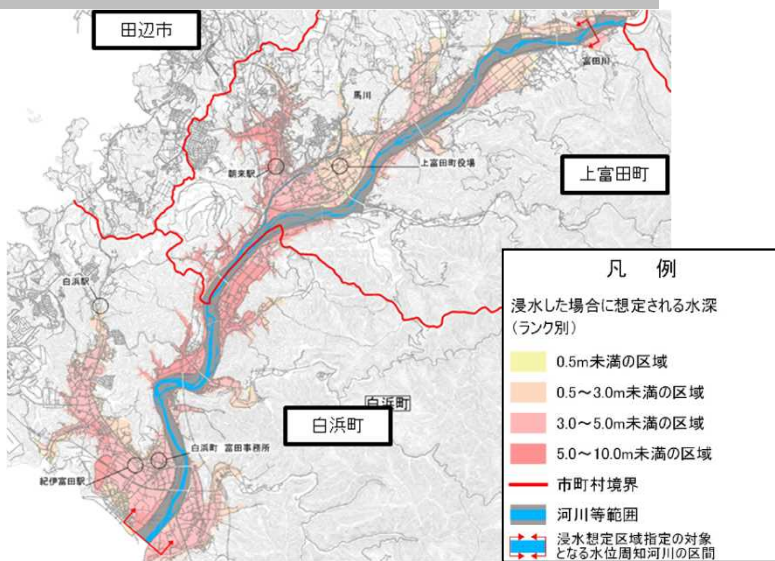 田辺市
富田川
馬川
朝来駅
上富田町役場
上富田町
白浜駅
白浜町
白浜町
白浜町 富田事務所
紀伊富田駅
凡 例
浸水した場合に想定される水深
(ランク別)
0.5m未満の区域
0.5～3.0m未満の区域
3.0～5.0m未満の区域
5.0～10.0m未満の区域
市町村境界
河川等範囲
浸水想定区域指定の対象
となる水位周知河川の区間